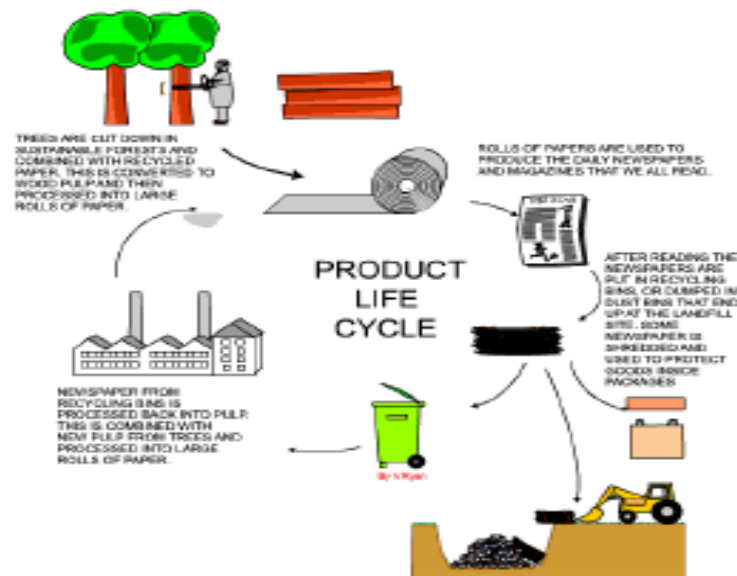 TREES ARE CUT DOWN IN
SUSTAINABLE FORESTS AND
COMBINED WITH RECYCLED
PAPER. THIS IS CONVERTED TO
WOOD PULP AND THEN
PROCESSED INTO LARGE
ROLLS OF PAPER.
ROLLS OF PAPERS ARE USED TO
PRODUCE THE DAILY NEWSPAPERS
AND MAGAZINES THAT WE ALL READ.
PRODUCT
LIFE
CYCLE
AFTER READING THE
NEWSPAPERS ARE
PUT IN RECYCLING
BINS, OR DUMPED IN
DUST BINS THAT END
UP AT THE LANDFILL
SITE. SOME
NEWSPAPER IS
SHREDDED AND
USED TO PROTECT
GOODS INSIDE
PACKAGES
NEWSPAPER FROM
RECYCLING BINS IS
PROCESSED BACK INTO PULP.
THIS IS COMBINED WITH
NEW PULP FROM TREES AND
PROCESSED INTO LARGE
ROLLS OF PAPER.
By V.Ryan